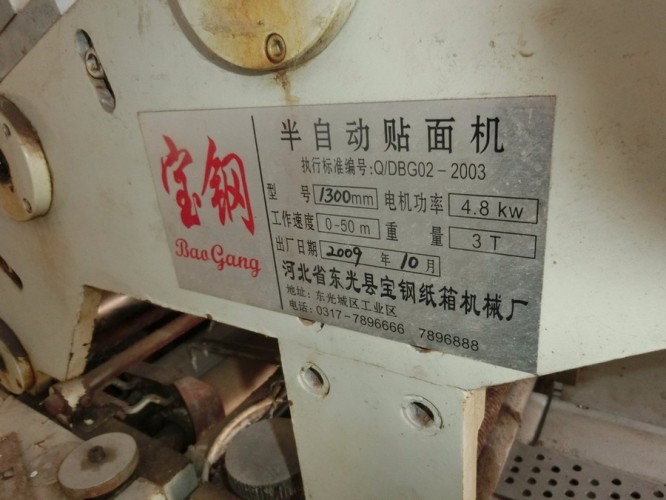 宝钢
BaoGang
半自动贴面机
执行标准编号:Q/DBG02-2003
型 号 1300mm 电机功率 4.8 kw
工作速度 0-50 m 重 量 3 T
出厂日期 2009 年 10 月
河北省东光县宝钢纸箱机械厂
地址: 东光城区工业区
电话: 0317-7896666 7896888